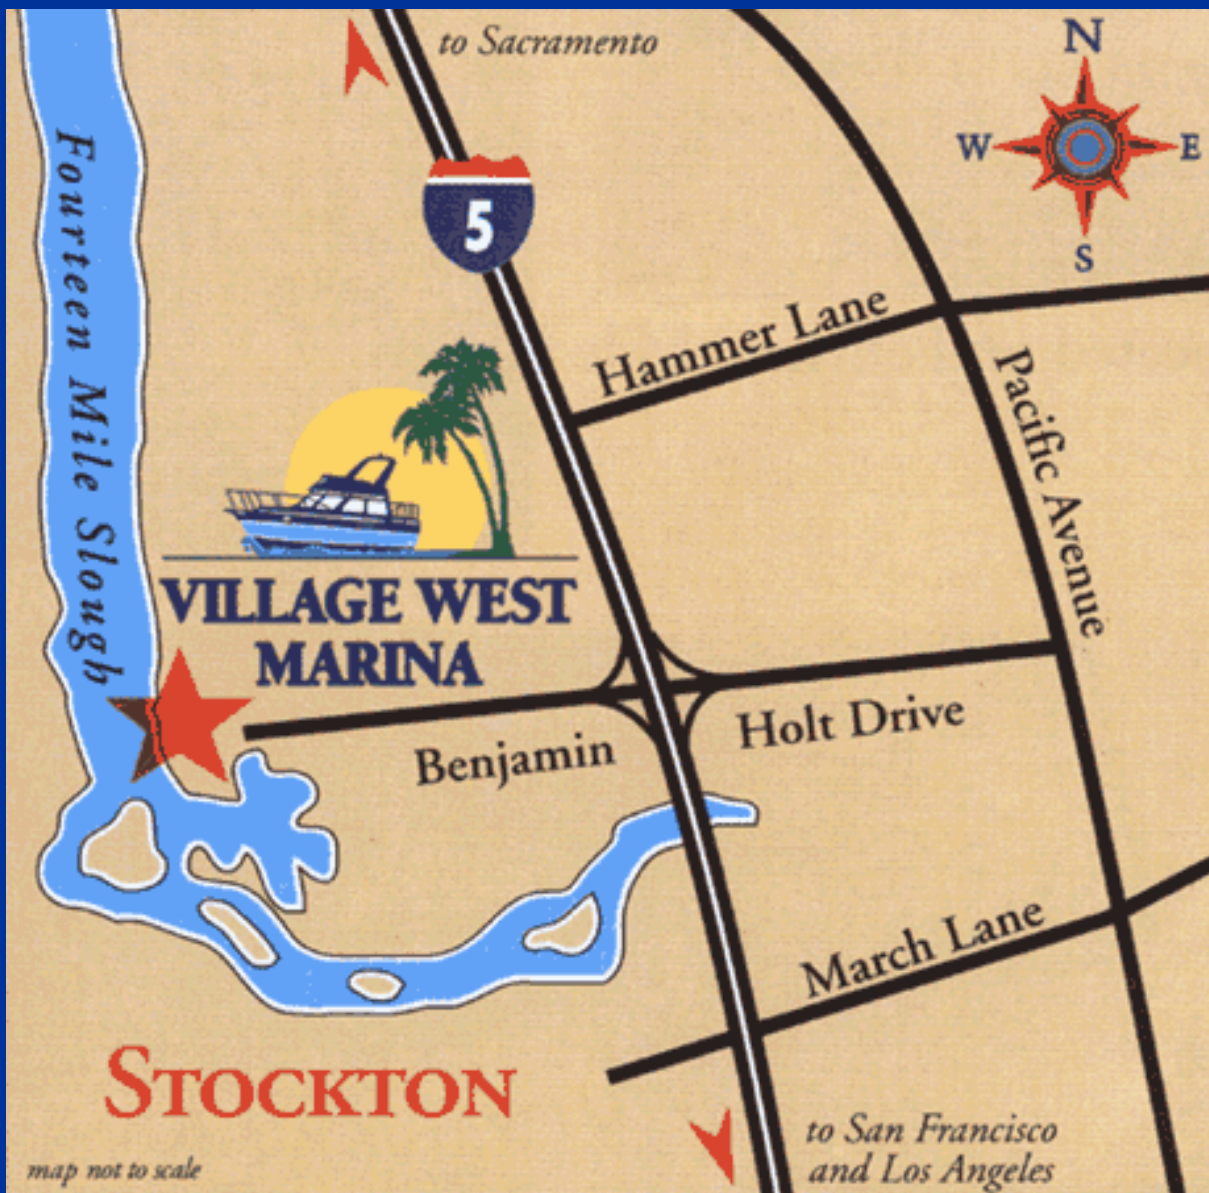 to Sacramento
N
W
E
S
5
Fourteen Mile Slough
Hammer Lane
Pacific Avenue
VILLAGE WEST
MARINA
Benjamin Holt Drive
March Lane
STOCKTON
to San Francisco
and Los Angeles
map not to scale